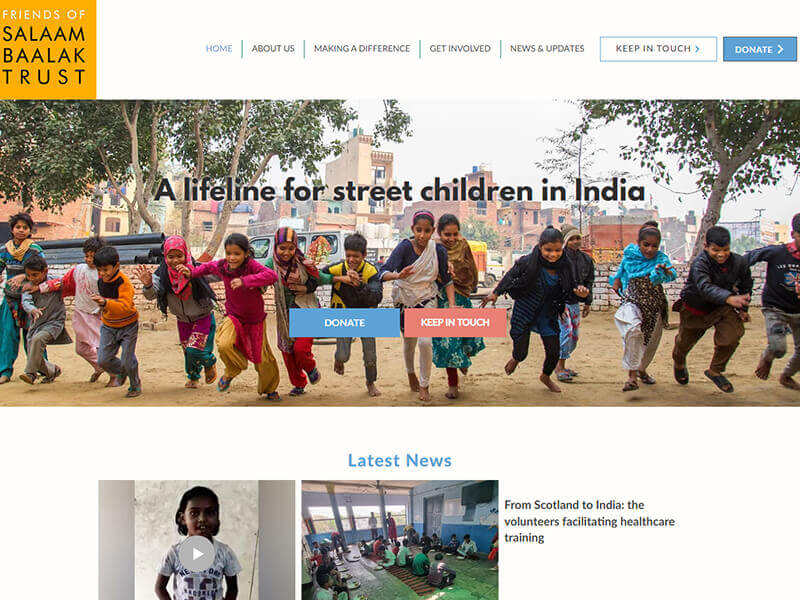 FRIENDS OF
SALAAM
BAALAK
TRUST
HOME
ABOUT US
MAKING A DIFFERENCE
GET INVOLVED
NEWS & UPDATES
KEEP IN TOUCH
DONATE
A lifeline for street children in India
DONATE
KEEP IN TOUCH
Latest News
From Scotland to India: the
volunteers facilitating healthcare
training